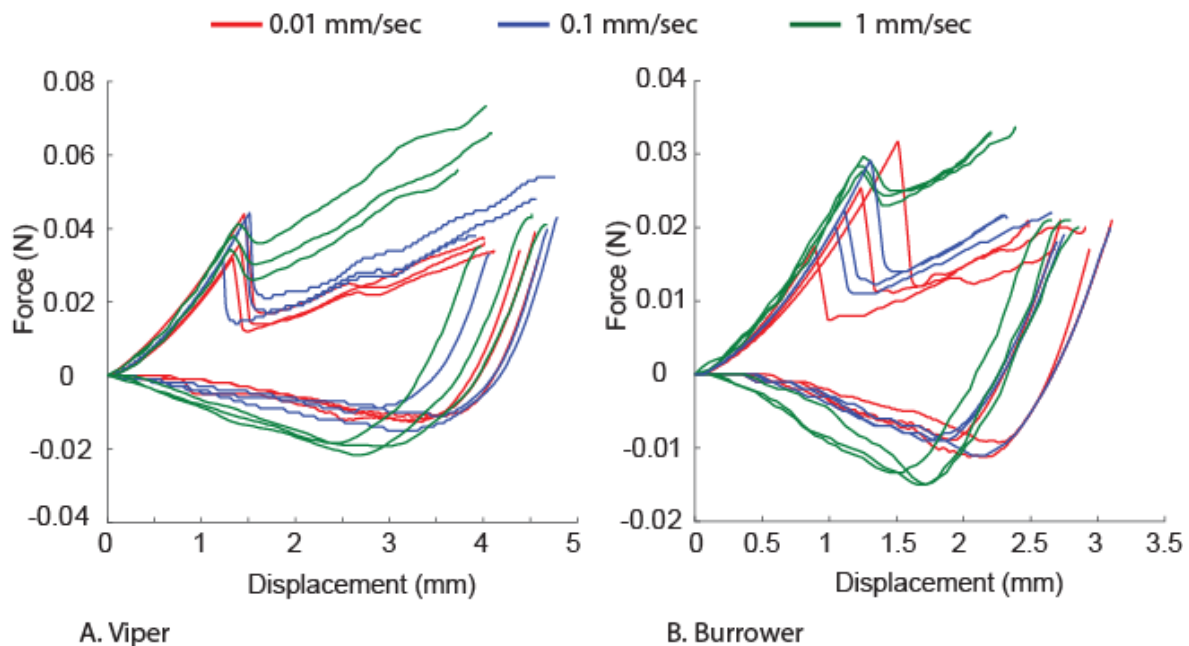 0.01 mm/sec 0.1 mm/sec 1 mm/sec
0.08
0.06
0.04
0.02
0
-0.02
-0.04
Force (N)
0 1 2 3 4 5
Displacement (mm)
A. Viper
0.04
0.03
0.02
0.01
0
-0.01
-0.02
Force (N)
0 0.5 1 1.5 2 2.5 3 3.5
Displacement (mm)
B. Burrower